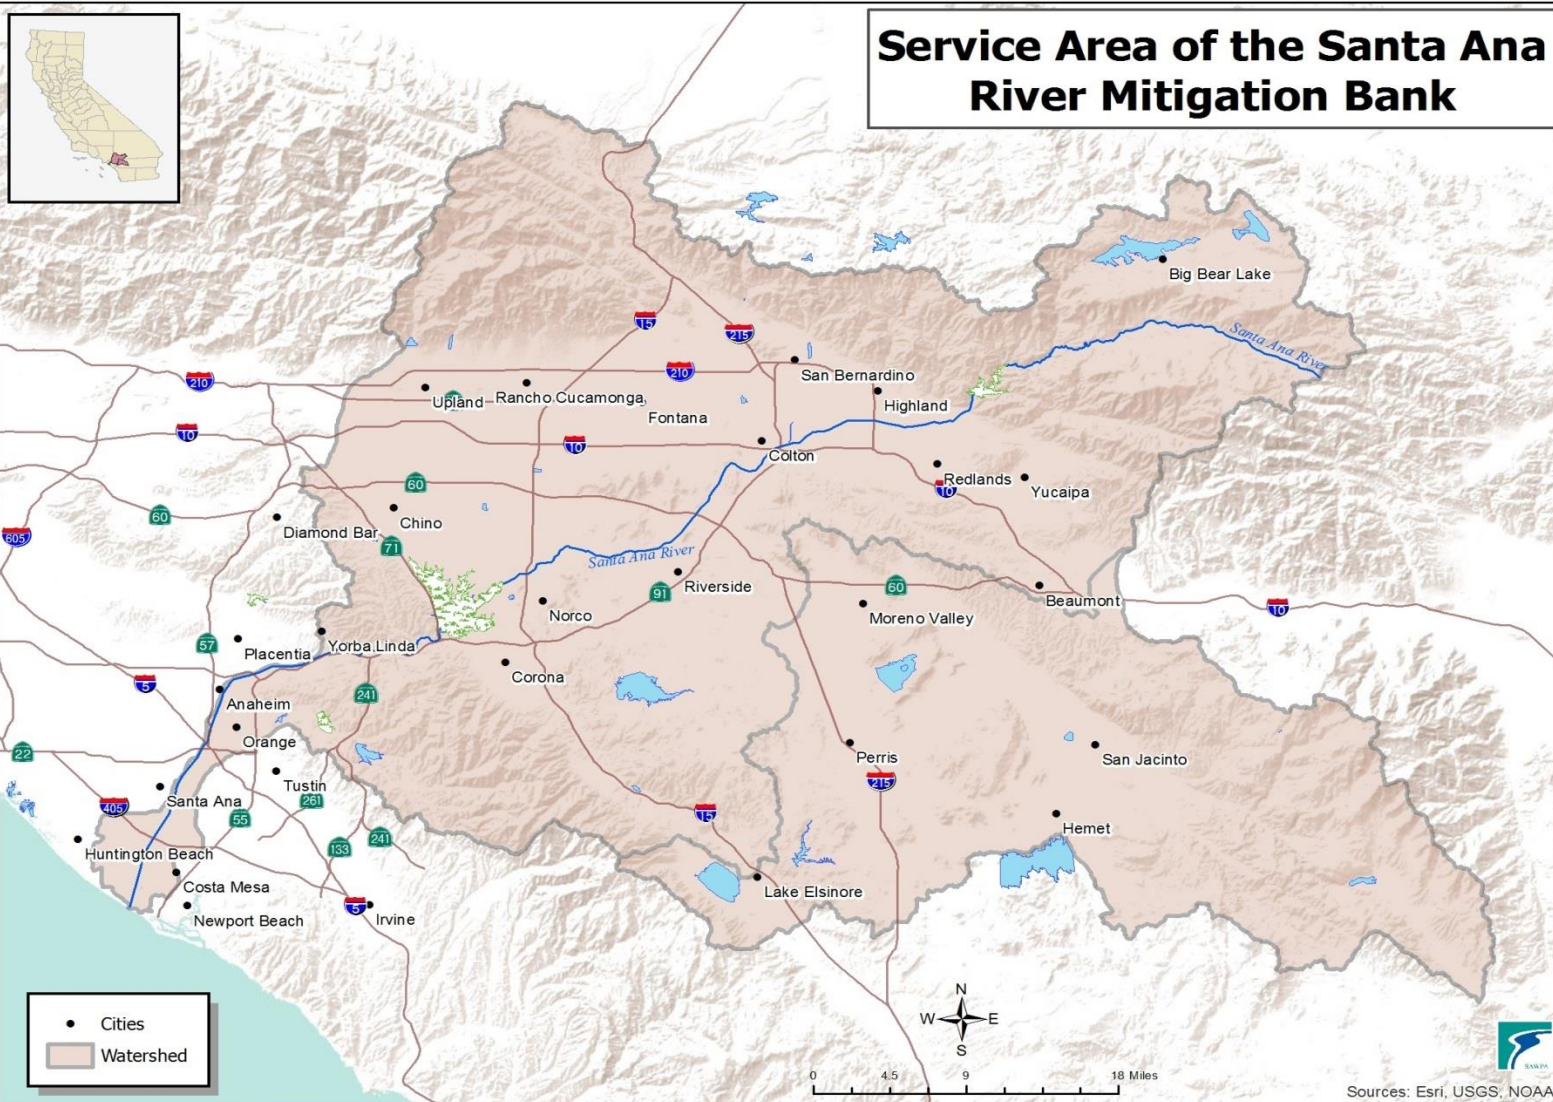 Service Area of the Santa Ana
River Mitigation Bank
Big Bear Lake
Santa Ana River
15
215
210
210
San Bernardino
Upland
Rancho Cucamonga
Highland
Fontana
10
10
Colton
Redlands
10
Yucaipa
60
60
Chino
Diamond Bar
605
71
Santa Ana River
Riverside
91
60
Beaumont
10
Norco
Moreno Valley
57
Placentia
Yorba Linda
Corona
5
241
Anaheim
Orange
22
Perris
San Jacinto
215
Tustin
261
Santa Ana
405
55
15
Hemet
133
241
Huntington Beach
Costa Mesa
Lake Elsinore
Newport Beach
5
Irvine
Cities
Watershed
N
W E
S
0 4.5 9 18 Miles
SAWPA
Sources: Esri, USGS, NOAA